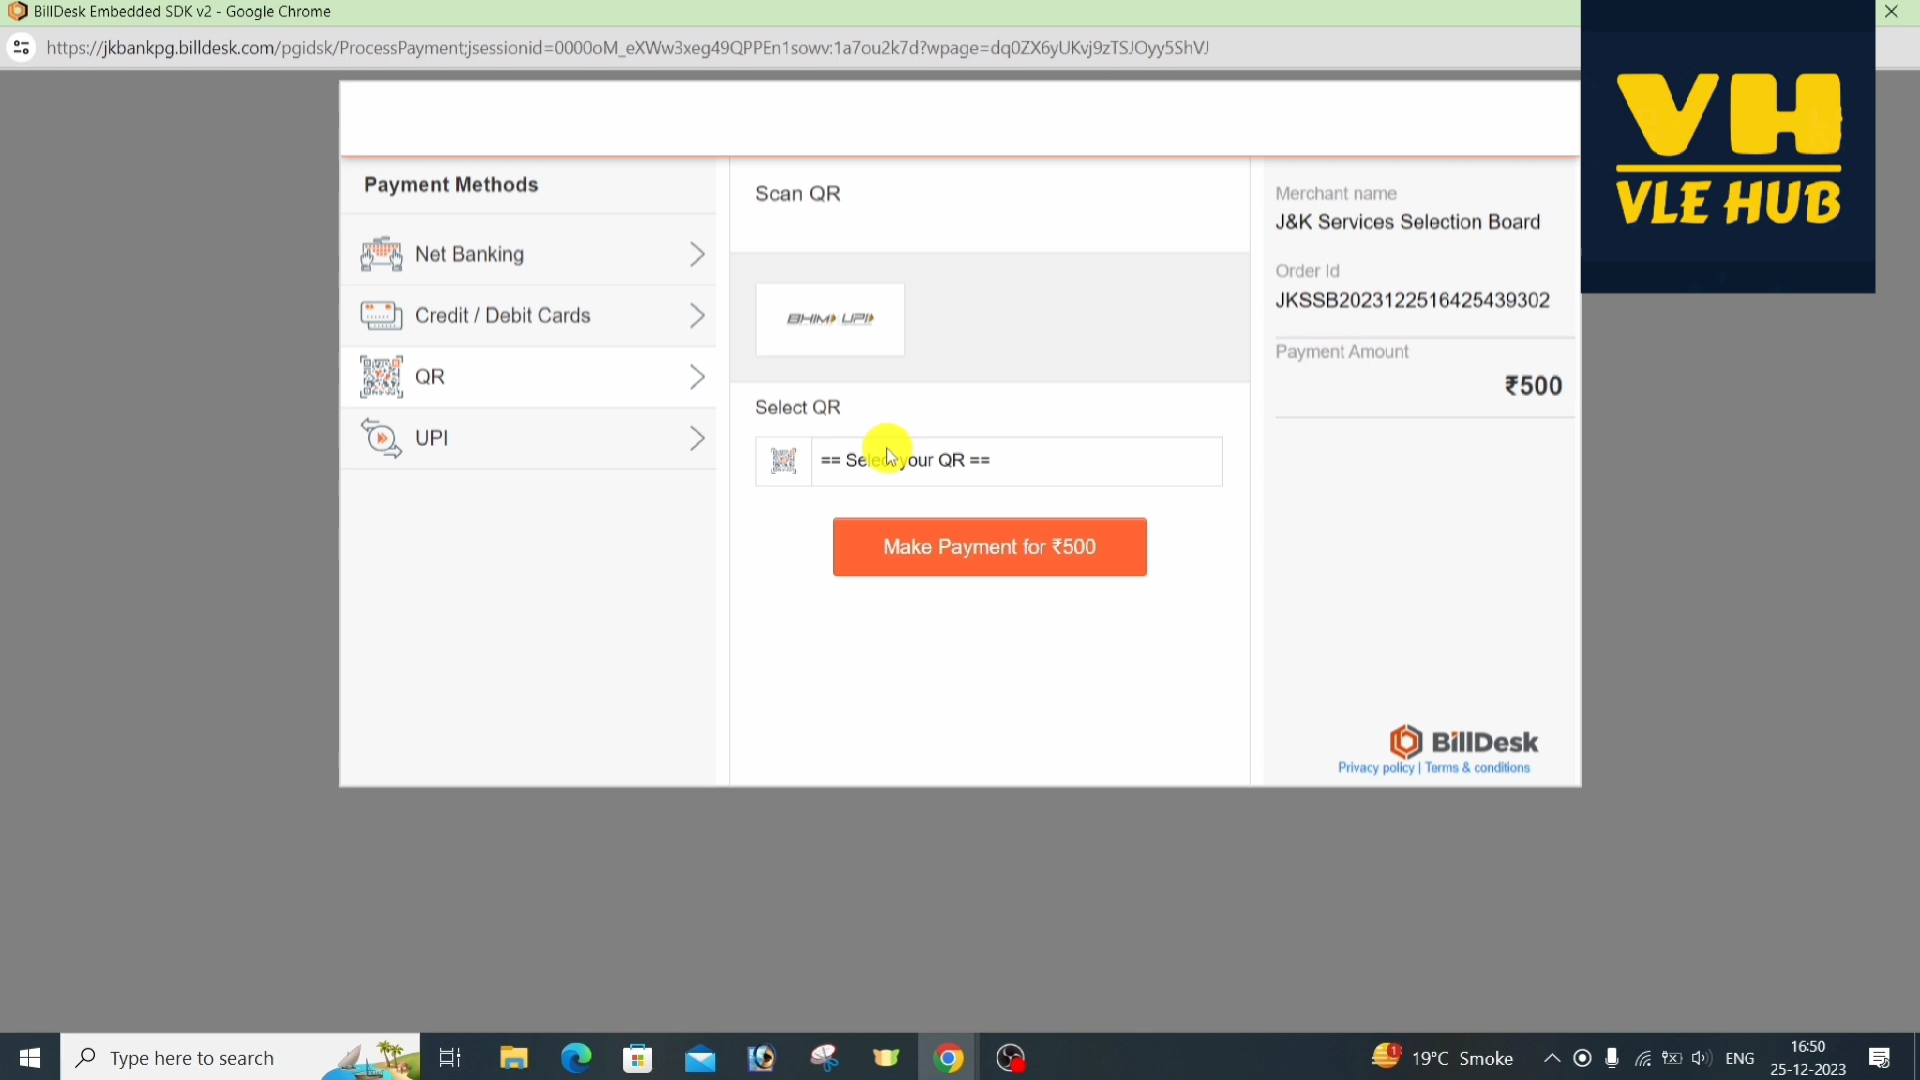 BillDesk Embedded SDK v2 - Google Chrome
https://jkbankpg.billdesk.com/pgidsk/ProcessPayment;jsessionid=0000oM_eXWw3xeg49QPPEn1sowv:1a7ou2k7d?wpage=dq0ZX6yUKvj9zTSJOyy5ShVJ
VH
VLE HUB
Payment Methods
Net Banking
Credit / Debit Cards
QR
UPI
Scan QR
BHIM UPI
Select QR
== Select your QR ==
Make Payment for ₹500
Merchant name
J&K Services Selection Board
Order Id
JKSSB2023122516425439302
Payment Amount
₹500
BillDesk
Privacy policy | Terms & conditions
Type here to search
1
19°C Smoke
ENG
16:50
25-12-2023